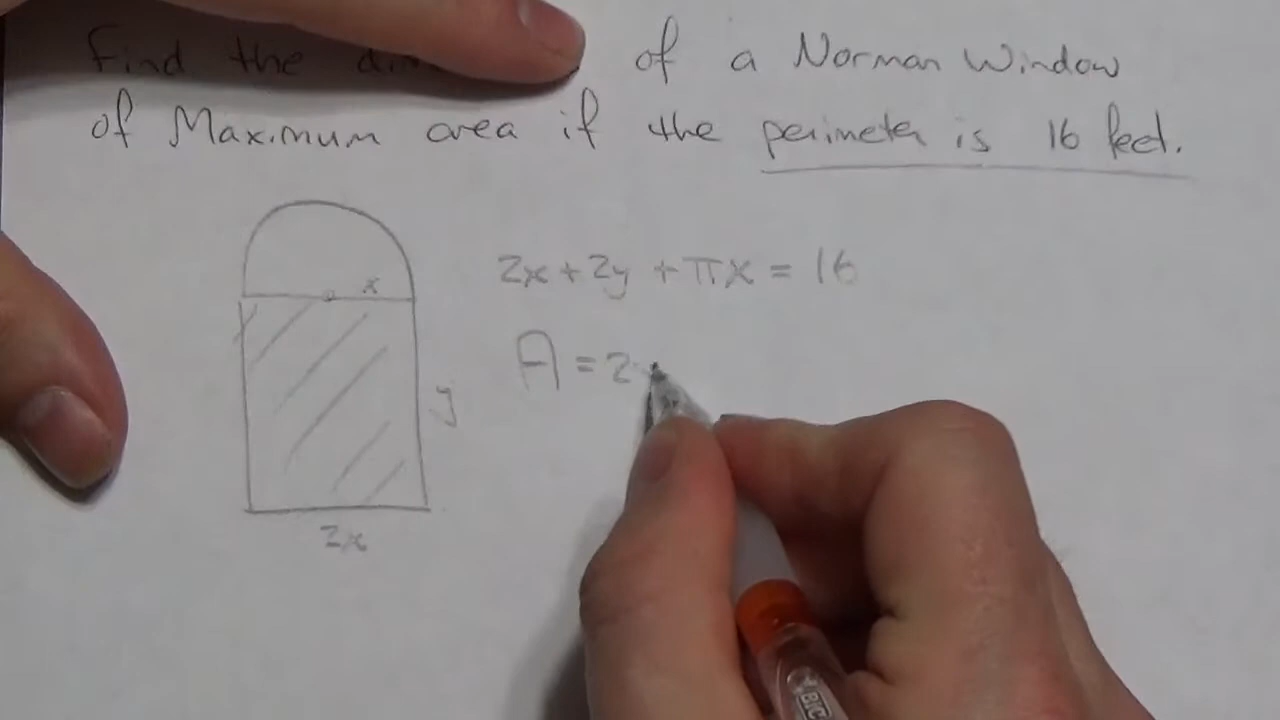 Find the of a Norman Window
of Maximum area if the perimeter is 16 feet.
2x + 2y + πx = 16
x
A = 2
y
2x
BIC